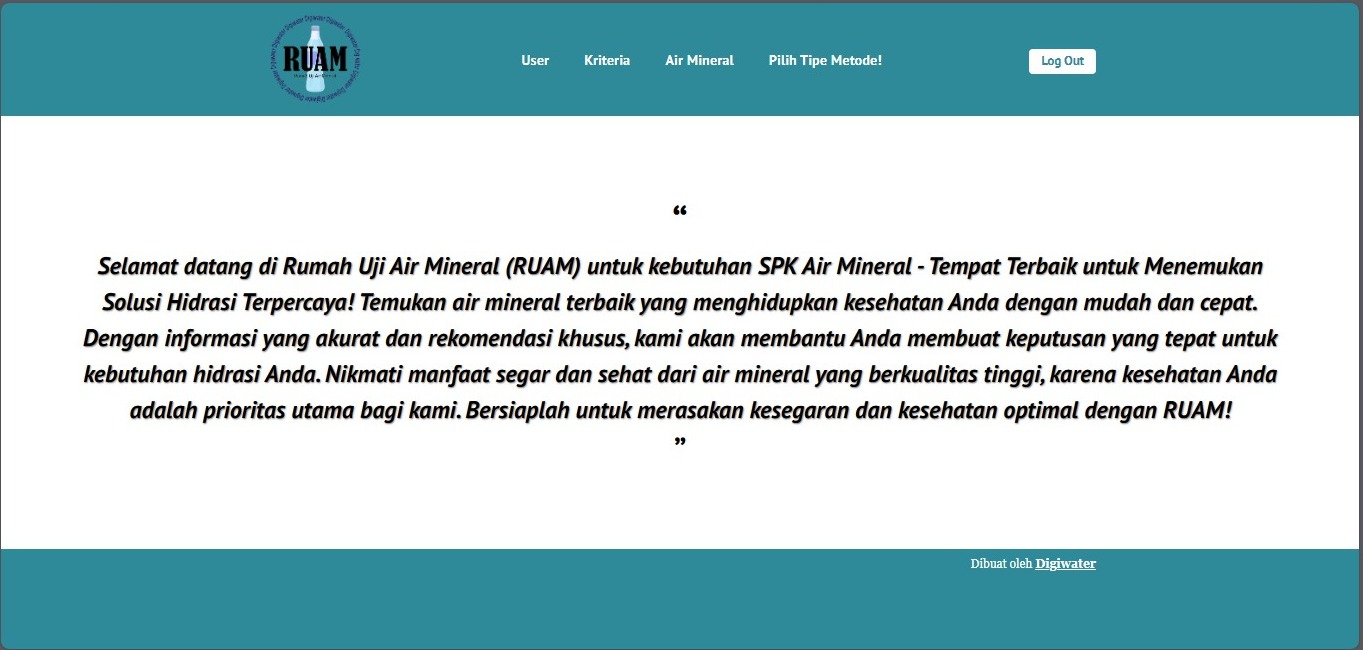 RUAM
User
Kriteria
Air Mineral
Pilih Tipe Metode!
Log Out
“
Selamat datang di Rumah Uji Air Mineral (RUAM) untuk kebutuhan SPK Air Mineral - Tempat Terbaik untuk Menemukan
Solusi Hidrasi Terpercaya! Temukan air mineral terbaik yang menghidupkan kesehatan Anda dengan mudah dan cepat.
Dengan informasi yang akurat dan rekomendasi khusus, kami akan membantu Anda membuat keputusan yang tepat untuk
kebutuhan hidrasi Anda. Nikmati manfaat segar dan sehat dari air mineral yang berkualitas tinggi, karena kesehatan Anda
adalah prioritas utama bagi kami. Bersiaplah untuk merasakan kesegaran dan kesehatan optimal dengan RUAM!
”
Dibuat oleh Digiwater